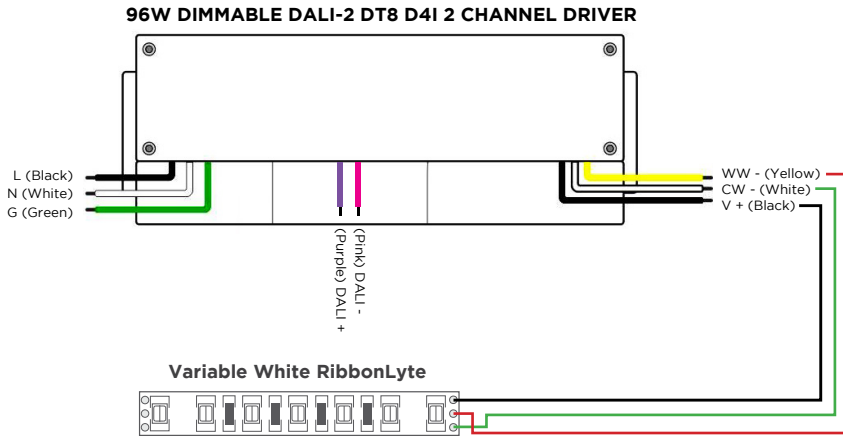 96W DIMMABLE DALI-2 DT8 D4I 2 CHANNEL DRIVER
L (Black)
N (White)
G (Green)
(Purple) DALI +
(Pink) DALI -
WW - (Yellow)
CW - (White)
V + (Black)
Variable White RibbonLyte